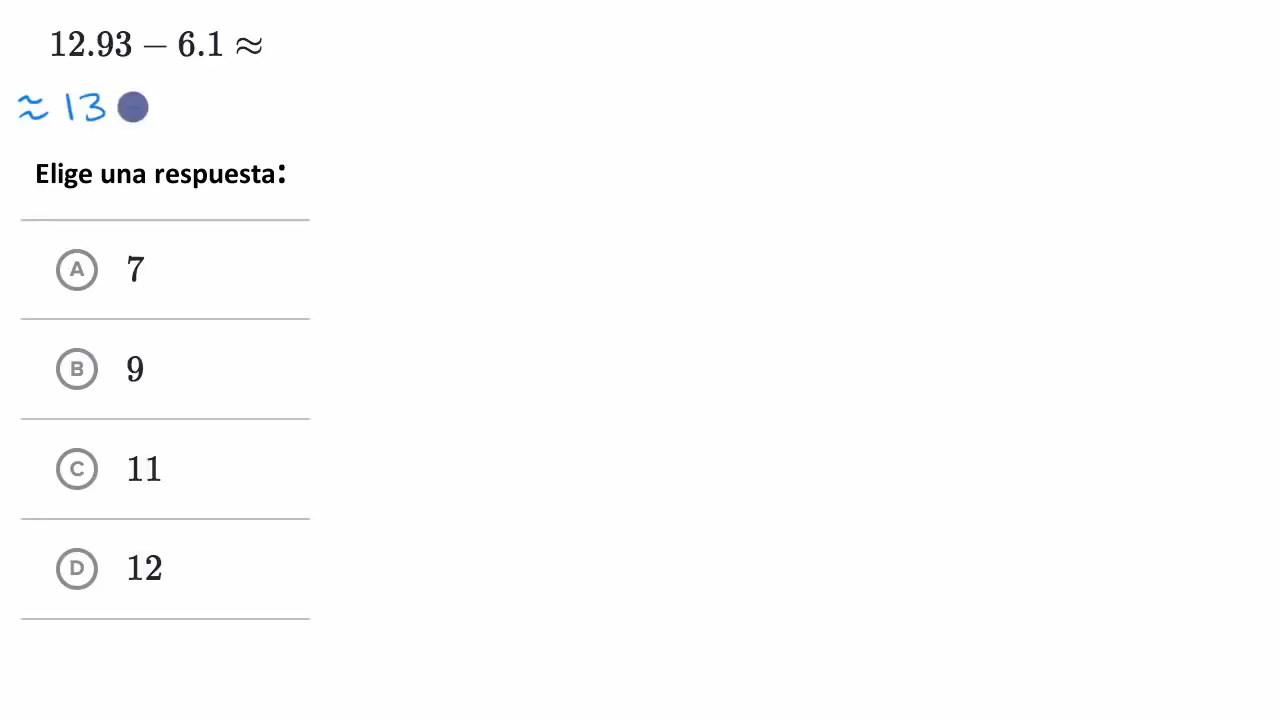 12.93 − 6.1 ≈
≈ 13
Elige una respuesta:
A 7
B 9
C 11
D 12